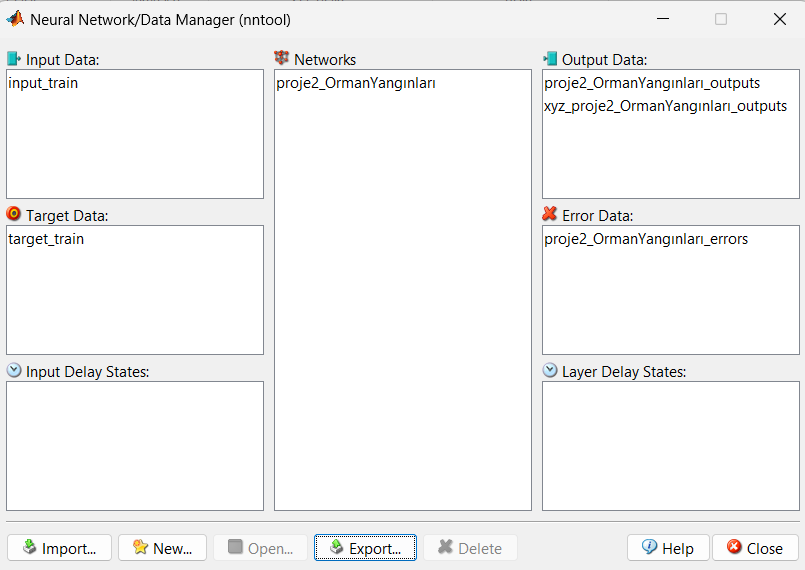 Neural Network/Data Manager (nntool)
Input Data:
input_train
Networks
proje2_OrmanYangınları
Output Data:
proje2_OrmanYangınları_outputs
xyz_proje2_OrmanYangınları_outputs
Target Data:
target_train
Error Data:
proje2_OrmanYangınları_errors
Input Delay States:
Layer Delay States:
Import...
New...
Open...
Export...
Delete
Help
Close